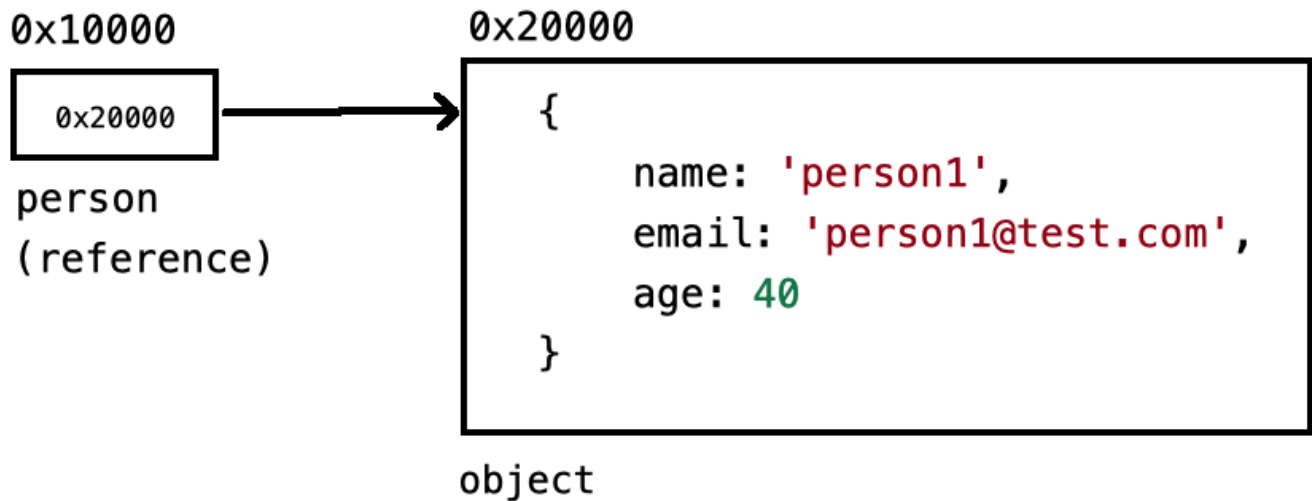 0x10000
0x20000
person
(reference)
0x20000
{
name: 'person1',
email: 'person1@test.com',
age: 40
}
object